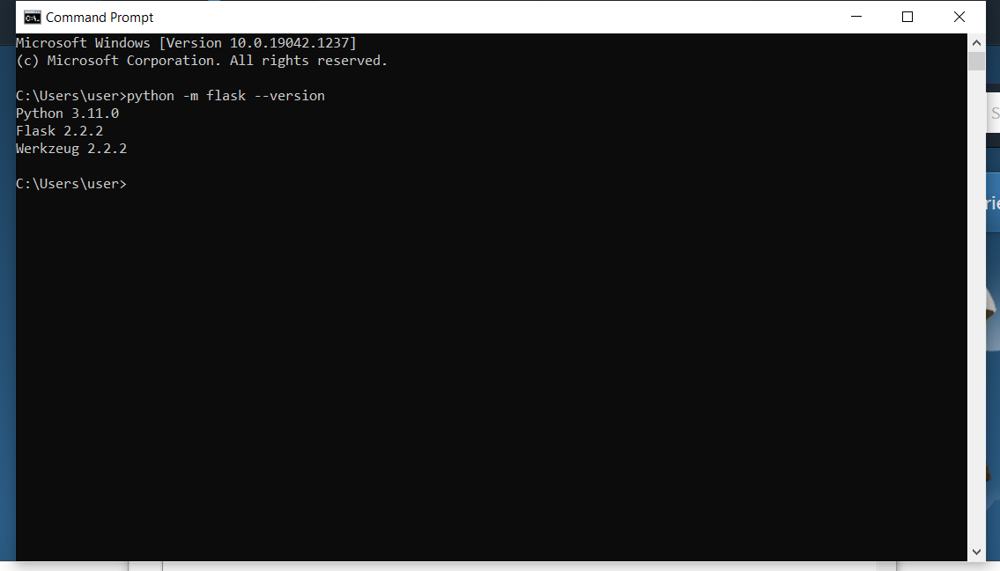 Command Prompt
Microsoft Windows [Version 10.0.19042.1237]
(c) Microsoft Corporation. All rights reserved.
C:\Users\user>python -m flask --version
Python 3.11.0
Flask 2.2.2
Werkzeug 2.2.2
C:\Users\user>